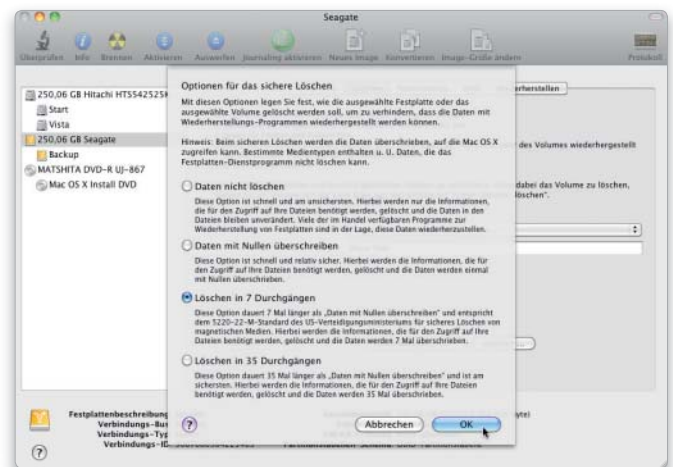 Seagate
Überprüfen Info Brennen Aktivieren Auswerfen Journaling aktivieren Neues Image Konvertieren Image-Größe ändern Protokoll
250,06 GB Hitachi HTS542525K
Start
Vista
250,06 GB Seagate
Backup
MATSHITA DVD-R UJ-867
Mac OS X Install DVD
Optionen für das sichere Löschen
Mit diesen Optionen legen Sie fest, wie die ausgewählte Festplatte oder das
ausgewählte Volume gelöscht werden soll, um zu verhindern, dass die Daten mit
Wiederherstellungs-Programmen wiederhergestellt werden können.
Hinweis: Beim sicheren Löschen werden die Daten überschrieben, auf die Mac OS X
zugreifen kann. Bestimmte Medientypen enthalten u. U. Daten, die das
Festplatten-Dienstprogramm nicht löschen kann.
Daten nicht löschen
Diese Option ist schnell und am unsichersten. Hierbei werden nur die Informationen,
die für den Zugriff auf Ihre Dateien benötigt werden, gelöscht und die Daten in den
Dateien bleiben unverändert. Viele der im Handel verfügbaren Programme zur
Wiederherstellung von Festplatten sind in der Lage, diese Daten wiederherzustellen.
Daten mit Nullen überschreiben
Diese Option ist schnell und relativ sicher. Hierbei werden die Informationen, die für
den Zugriff auf Ihre Dateien benötigt werden, gelöscht und die Daten werden einmal
mit Nullen überschrieben.
Löschen in 7 Durchgängen
Diese Option dauert 7 Mal länger als „Daten mit Nullen überschreiben" und entspricht
dem 5220-22-M-Standard des US-Verteidigungsministeriums für sicheres Löschen von
magnetischen Medien. Hierbei werden die Informationen, die für den Zugriff auf Ihre
Dateien benötigt werden, gelöscht und die Daten werden 7 Mal überschrieben.
Löschen in 35 Durchgängen
Diese Option dauert 35 Mal länger als „Daten mit Nullen überschreiben" und ist am
sichersten. Hierbei werden die Informationen, die für den Zugriff auf Ihre Dateien
benötigt werden, gelöscht und die Daten werden 35 Mal überschrieben.
? Abbrechen OK
des Volumes wiederhergestellt
dabei das Volume zu löschen,
löschen".
Festplattenbeschreibung
Verbindungs-Bus
Verbindungs-Typ
Verbindungs-ID
?